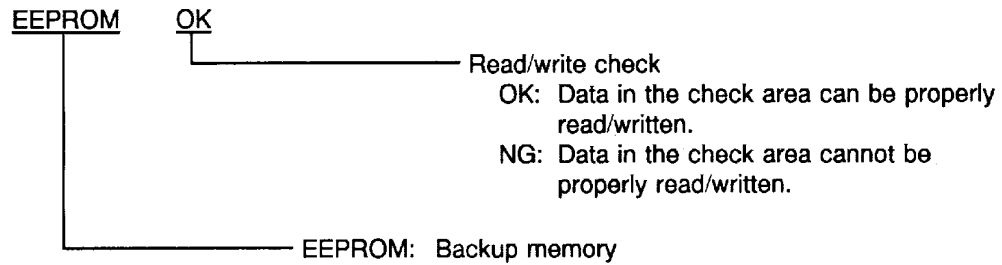 EEPROM OK
Read/write check
OK: Data in the check area can be properly
read/written.
NG: Data in the check area cannot be
properly read/written.
EEPROM: Backup memory